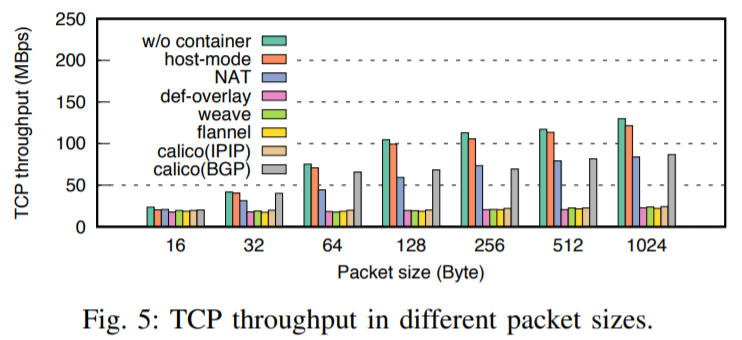 250
200
150
100
50
0
TCP throughput (MBps)
w/o container
host-mode
NAT
def-overlay
weave
flannel
calico(IPIP)
calico(BGP)
16 32 64 128 256 512 1024
Packet size (Byte)
Fig. 5: TCP throughput in different packet sizes.